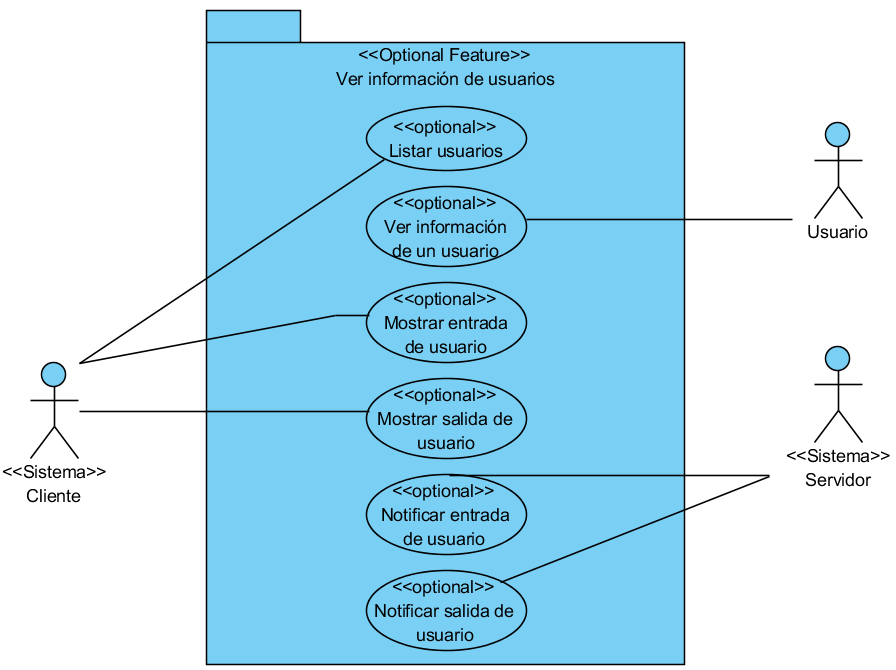 <<Optional Feature>>
Ver información de usuarios
<<optional>>
Listar usuarios
<<optional>>
Ver información
de un usuario
<<optional>>
Mostrar entrada
de usuario
<<optional>>
Mostrar salida de
usuario
<<optional>>
Notificar entrada
de usuario
<<optional>>
Notificar salida de
usuario
Usuario
<<Sistema>>
Cliente
<<Sistema>>
Servidor